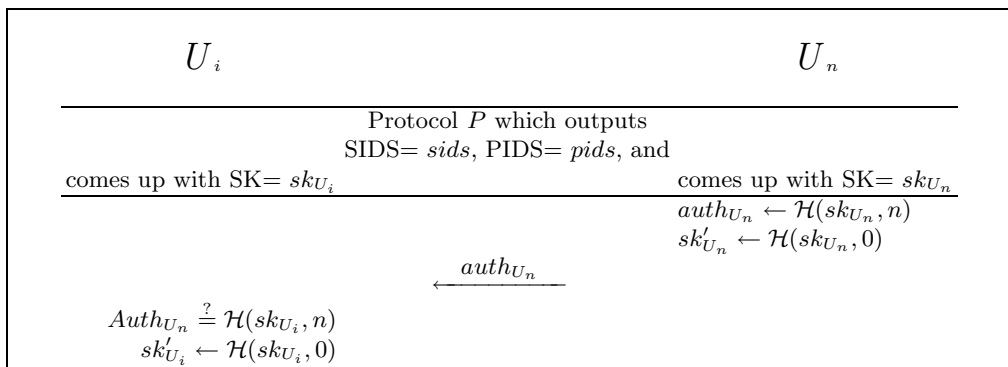 U_i U_n
Protocol P which outputs
SIDS= sids, PIDS= pids, and
comes up with SK= sk_{U_i} comes up with SK= sk_{U_n}
auth_{U_n} ← H(sk_{U_n}, n)
sk'_{U_n} ← H(sk_{U_n}, 0)
auth_{U_n}
←
Auth_{U_n} ?= H(sk_{U_i}, n)
sk'_{U_i} ← H(sk_{U_i}, 0)